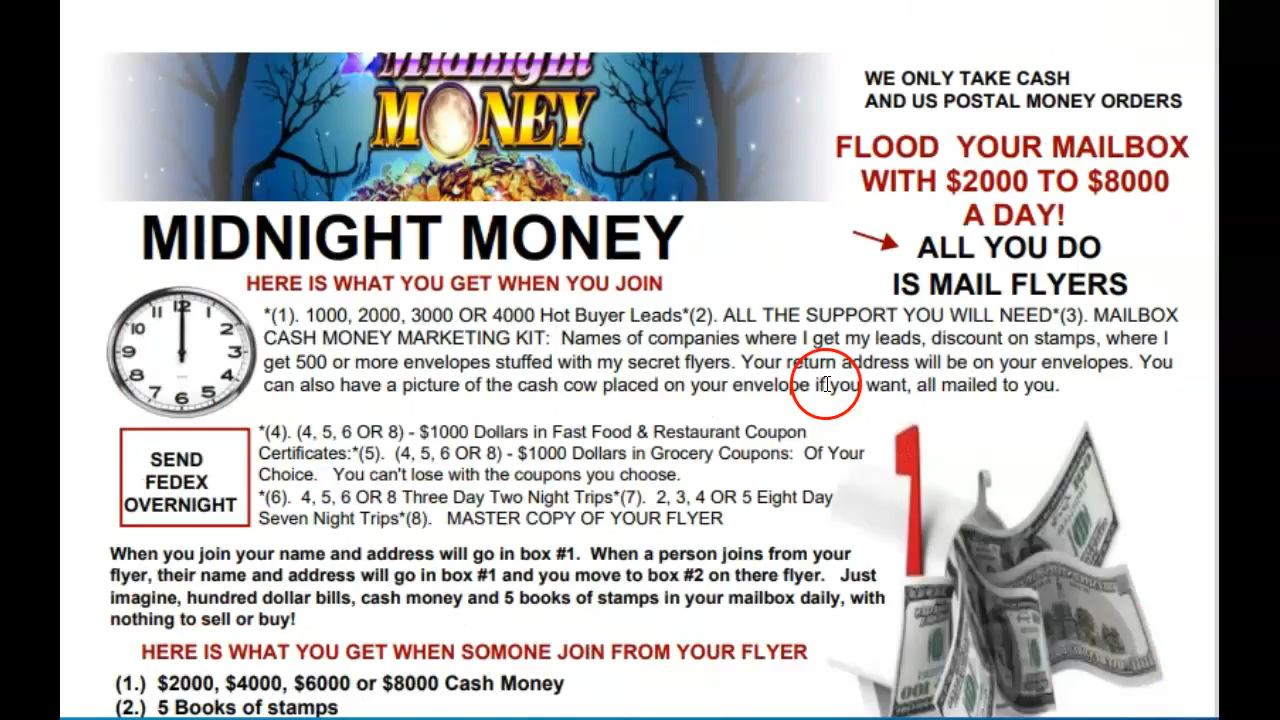 Midnight
MONEY
WE ONLY TAKE CASH
AND US POSTAL MONEY ORDERS
FLOOD YOUR MAILBOX
WITH $2000 TO $8000
A DAY!
ALL YOU DO
IS MAIL FLYERS
MIDNIGHT MONEY
HERE IS WHAT YOU GET WHEN YOU JOIN
12
1
2
3
4
5
6
7
8
9
10
11
*(1). 1000, 2000, 3000 OR 4000 Hot Buyer Leads*(2). ALL THE SUPPORT YOU WILL NEED*(3). MAILBOX
CASH MONEY MARKETING KIT: Names of companies where I get my leads, discount on stamps, where I
get 500 or more envelopes stuffed with my secret flyers. Your return address will be on your envelopes. You
can also have a picture of the cash cow placed on your envelope if you want, all mailed to you.
SEND
FEDEX
OVERNIGHT
*(4). (4, 5, 6 OR 8) - $1000 Dollars in Fast Food & Restaurant Coupon
Certificates:*(5). (4, 5, 6 OR 8) - $1000 Dollars in Grocery Coupons: Of Your
Choice. You can't lose with the coupons you choose.
*(6). 4, 5, 6 OR 8 Three Day Two Night Trips*(7). 2, 3, 4 OR 5 Eight Day
Seven Night Trips*(8). MASTER COPY OF YOUR FLYER
When you join your name and address will go in box #1. When a person joins from your
flyer, their name and address will go in box #1 and you move to box #2 on there flyer. Just
imagine, hundred dollar bills, cash money and 5 books of stamps in your mailbox daily, with
nothing to sell or buy!
HERE IS WHAT YOU GET WHEN SOMONE JOIN FROM YOUR FLYER
(1.) $2000, $4000, $6000 or $8000 Cash Money
(2.) 5 Books of stamps
100